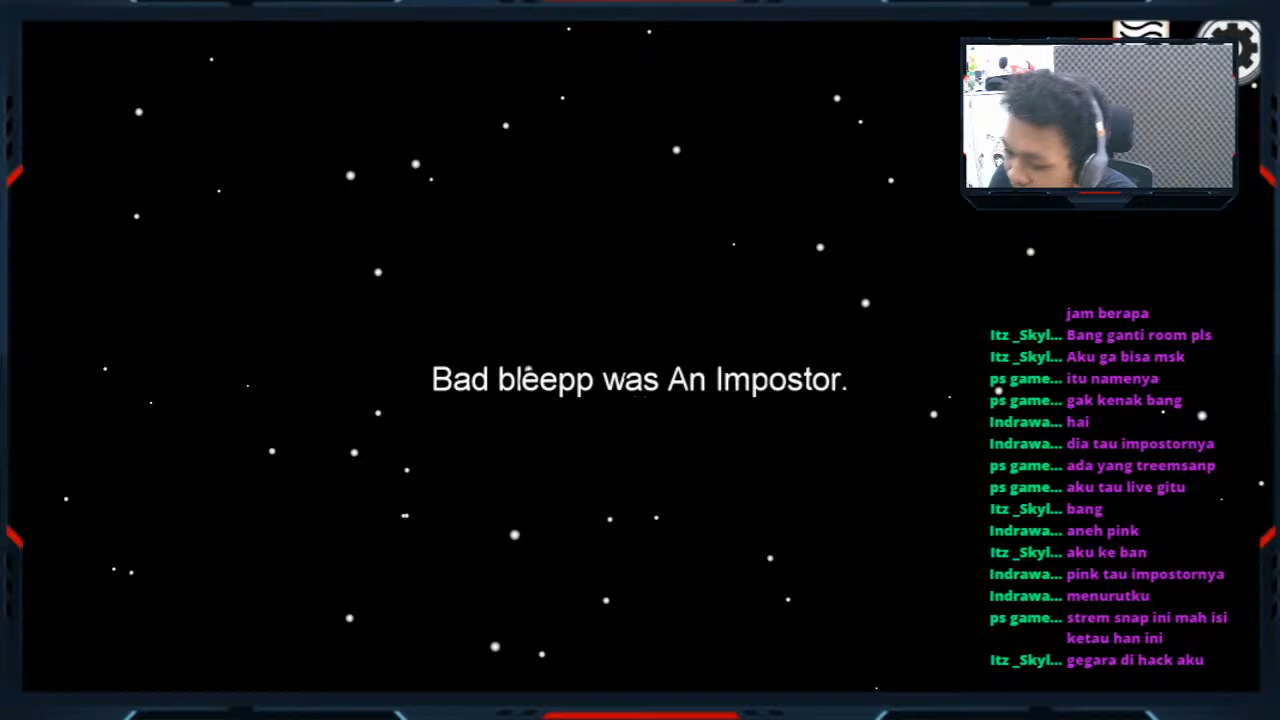 Bad bleepp was An Impostor.
jam berapa
Itz _Skyl... Bang ganti room pls
Itz _Skyl... Aku ga bisa msk
ps game... itu namenya
ps game... gak kenak bang
Indrawa... hai
Indrawa... dia tau impostornya
ps game... ada yang treemsanp
ps game... aku tau live gitu
Itz _Skyl... bang
Indrawa... aneh pink
Itz _Skyl... aku ke ban
Indrawa... pink tau impostornya
Indrawa... menurutku
ps game... strem snap ini mah isi
ketau han ini
Itz _Skyl... gegara di hack aku